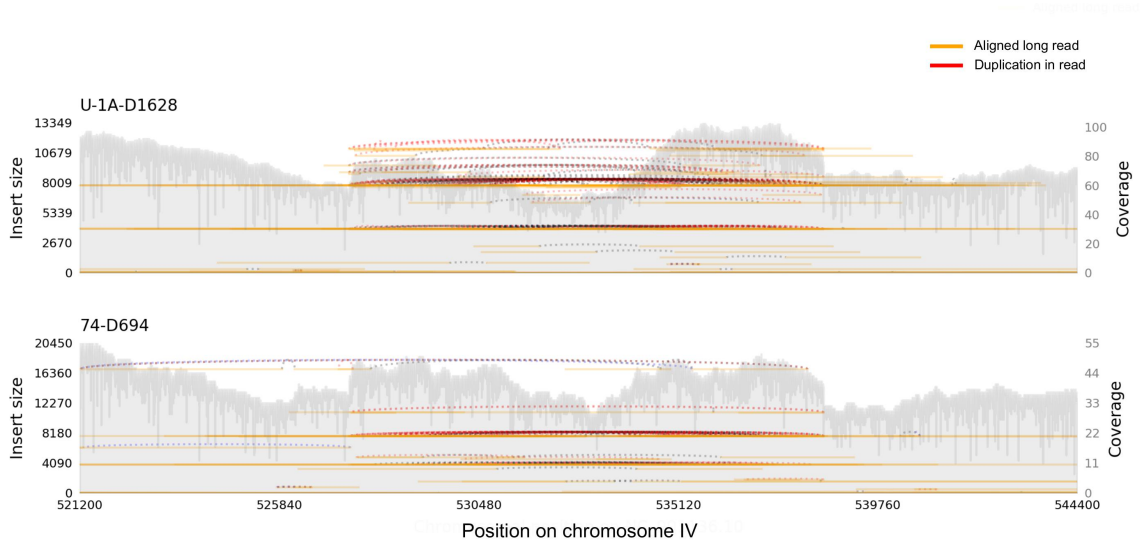 Aligned long read
Duplication in read
U-1A-D1628
13349
10679
8009
5339
2670
0
Insert size
100
80
60
40
20
0
Coverage
74-D694
20450
16360
12270
8180
4090
0
Insert size
55
44
33
22
11
0
Coverage
521200 525840 530480 535120 539760 544400
Position on chromosome IV